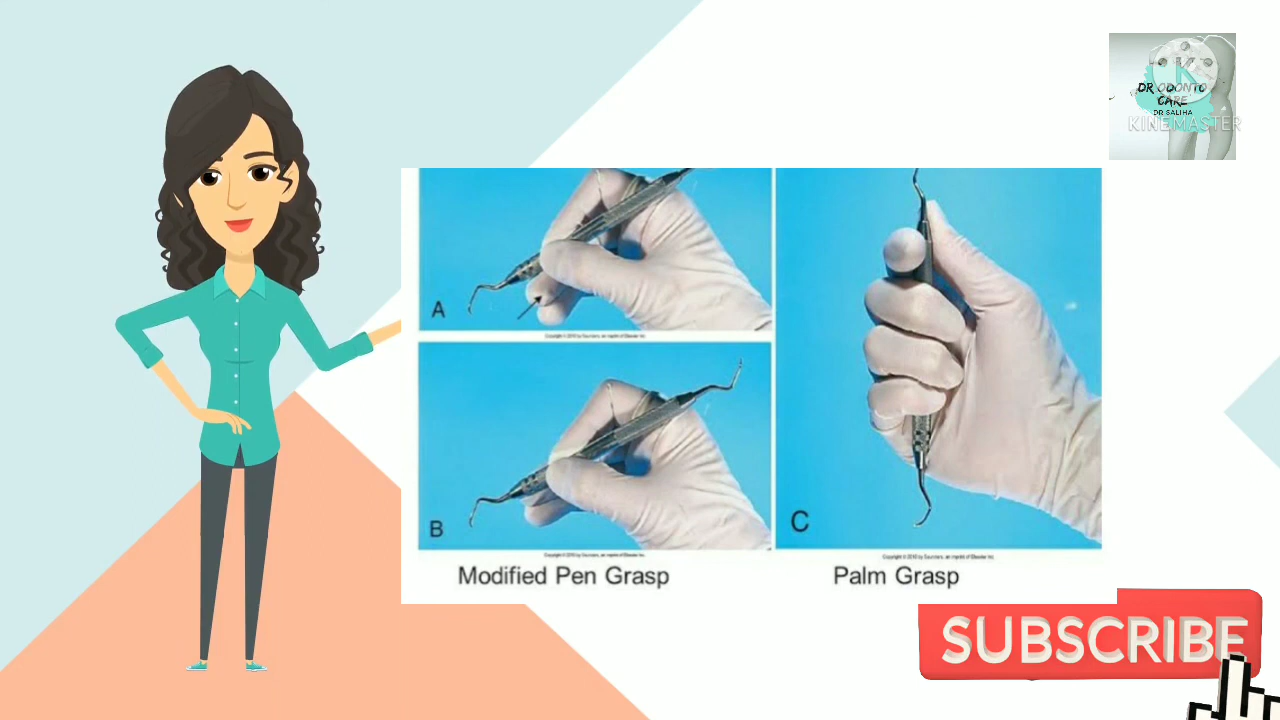 DR ODONTO
CARE
DR SALIHA
KINEMASTER
A
B
C
Modified Pen Grasp
Palm Grasp
SUBSCRIBE